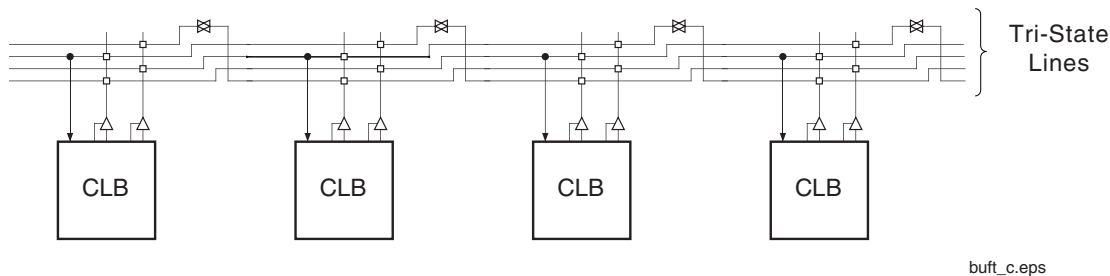 Tri-State
Lines
CLB
CLB
CLB
CLB
buft_c.eps